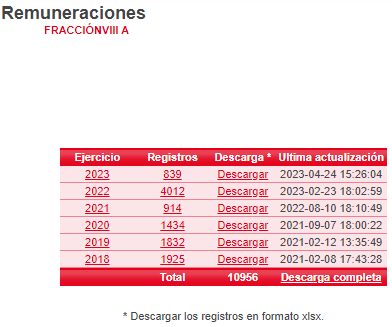 Remuneraciones
FRACCIÓNVIII A
Ejercicio Registros Descarga * Ultima actualización
2023 839 Descargar 2023-04-24 15:26:04
2022 4012 Descargar 2023-02-23 18:02:59
2021 914 Descargar 2022-08-10 18:10:49
2020 1434 Descargar 2021-09-07 18:00:22
2019 1832 Descargar 2021-02-12 13:35:49
2018 1925 Descargar 2021-02-08 17:43:28
Total 10956 Descarga completa
* Descargar los registros en formato xlsx.